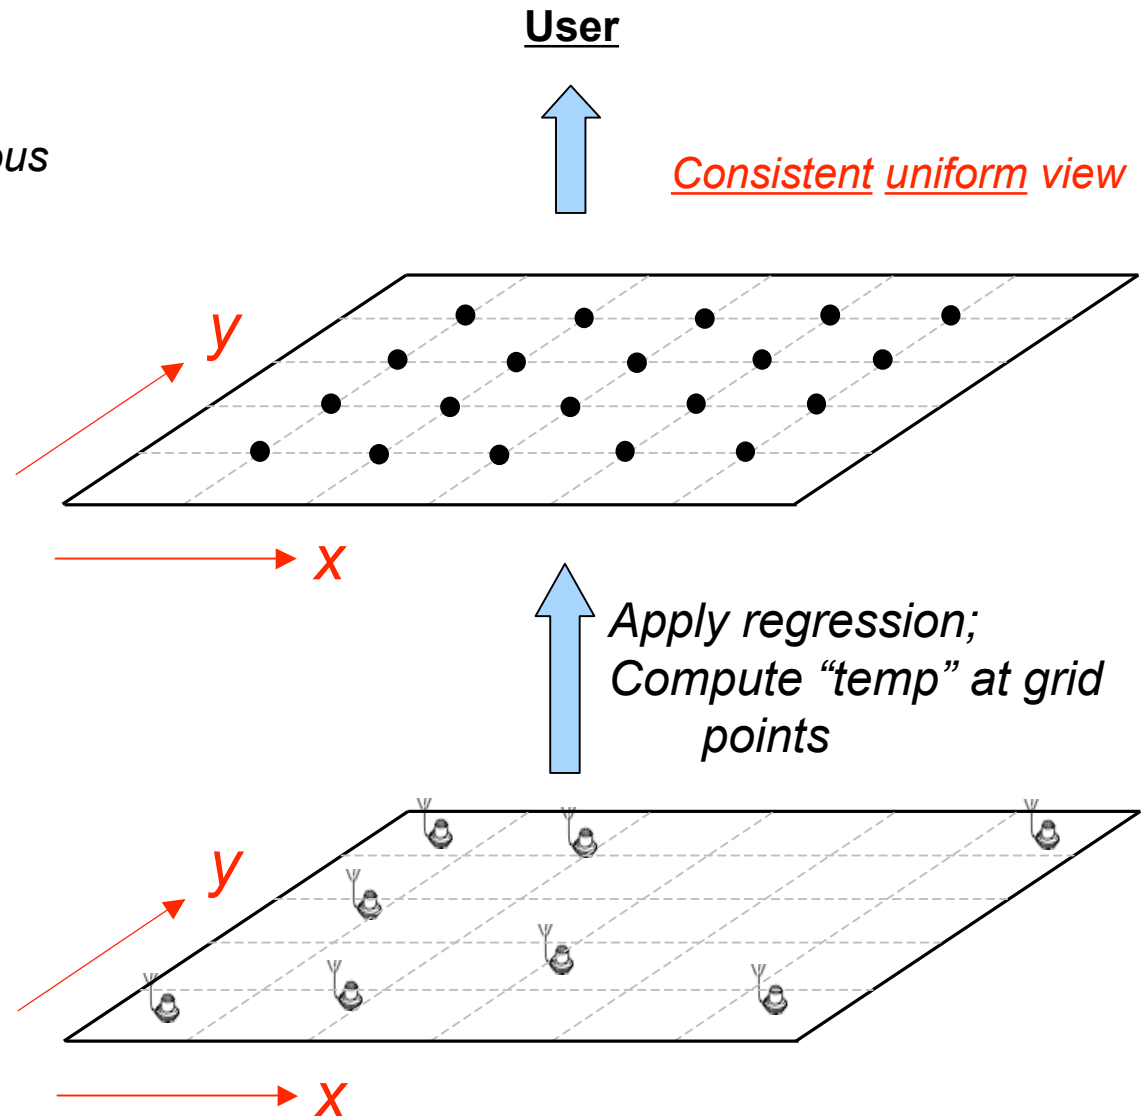 User
Consistent uniform view
y
x
Apply regression;
Compute “temp” at grid
points
y
x